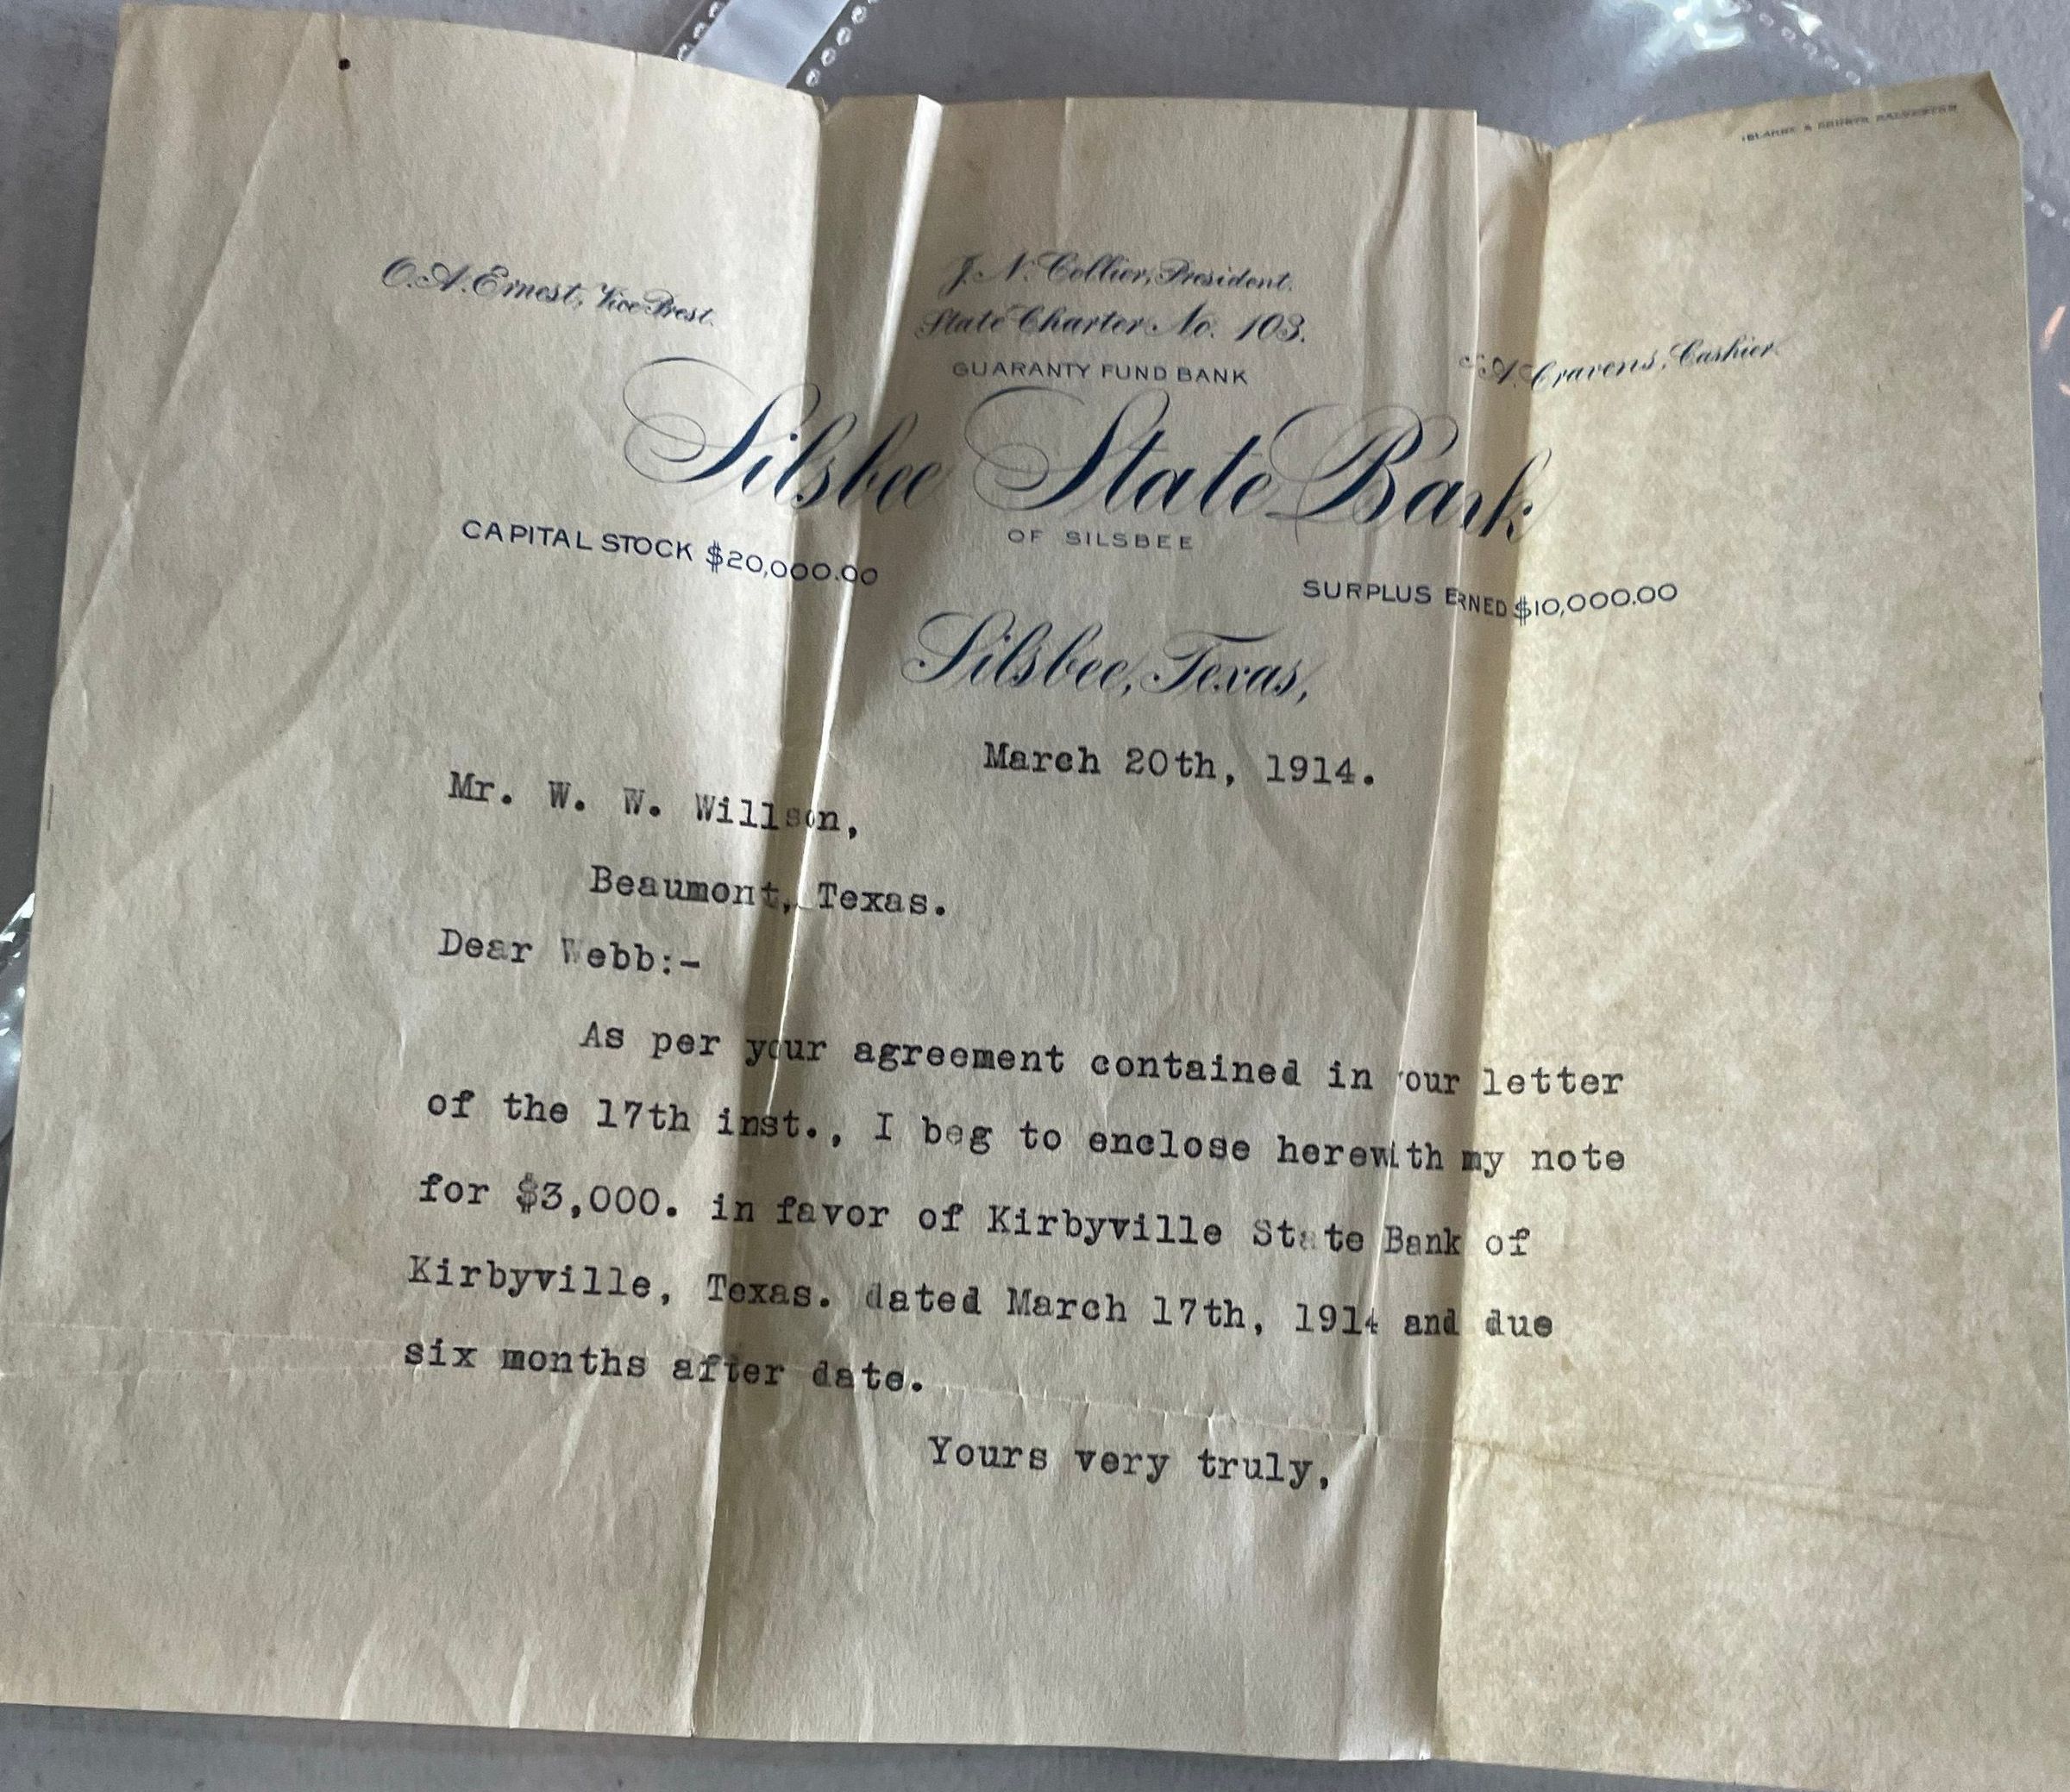 O. A. Ernest, Vice Prest.
J. N. Collier, President.
State Charter No. 103.
A. Cravens, Cashier.
GUARANTY FUND BANK
Silsbee State Bank
OF SILSBEE
CAPITAL STOCK $20,000.00
SURPLUS ERNED $10,000.00
Silsbee, Texas,
March 20th, 1914.
Mr. W. W. Willson,
Beaumont, Texas.
Dear Webb:-
As per your agreement contained in our letter
of the 17th inst., I beg to enclose herewith my note
for $3,000. in favor of Kirbyville State Bank of
Kirbyville, Texas. dated March 17th, 1914 and due
six months after date.
Yours very truly,